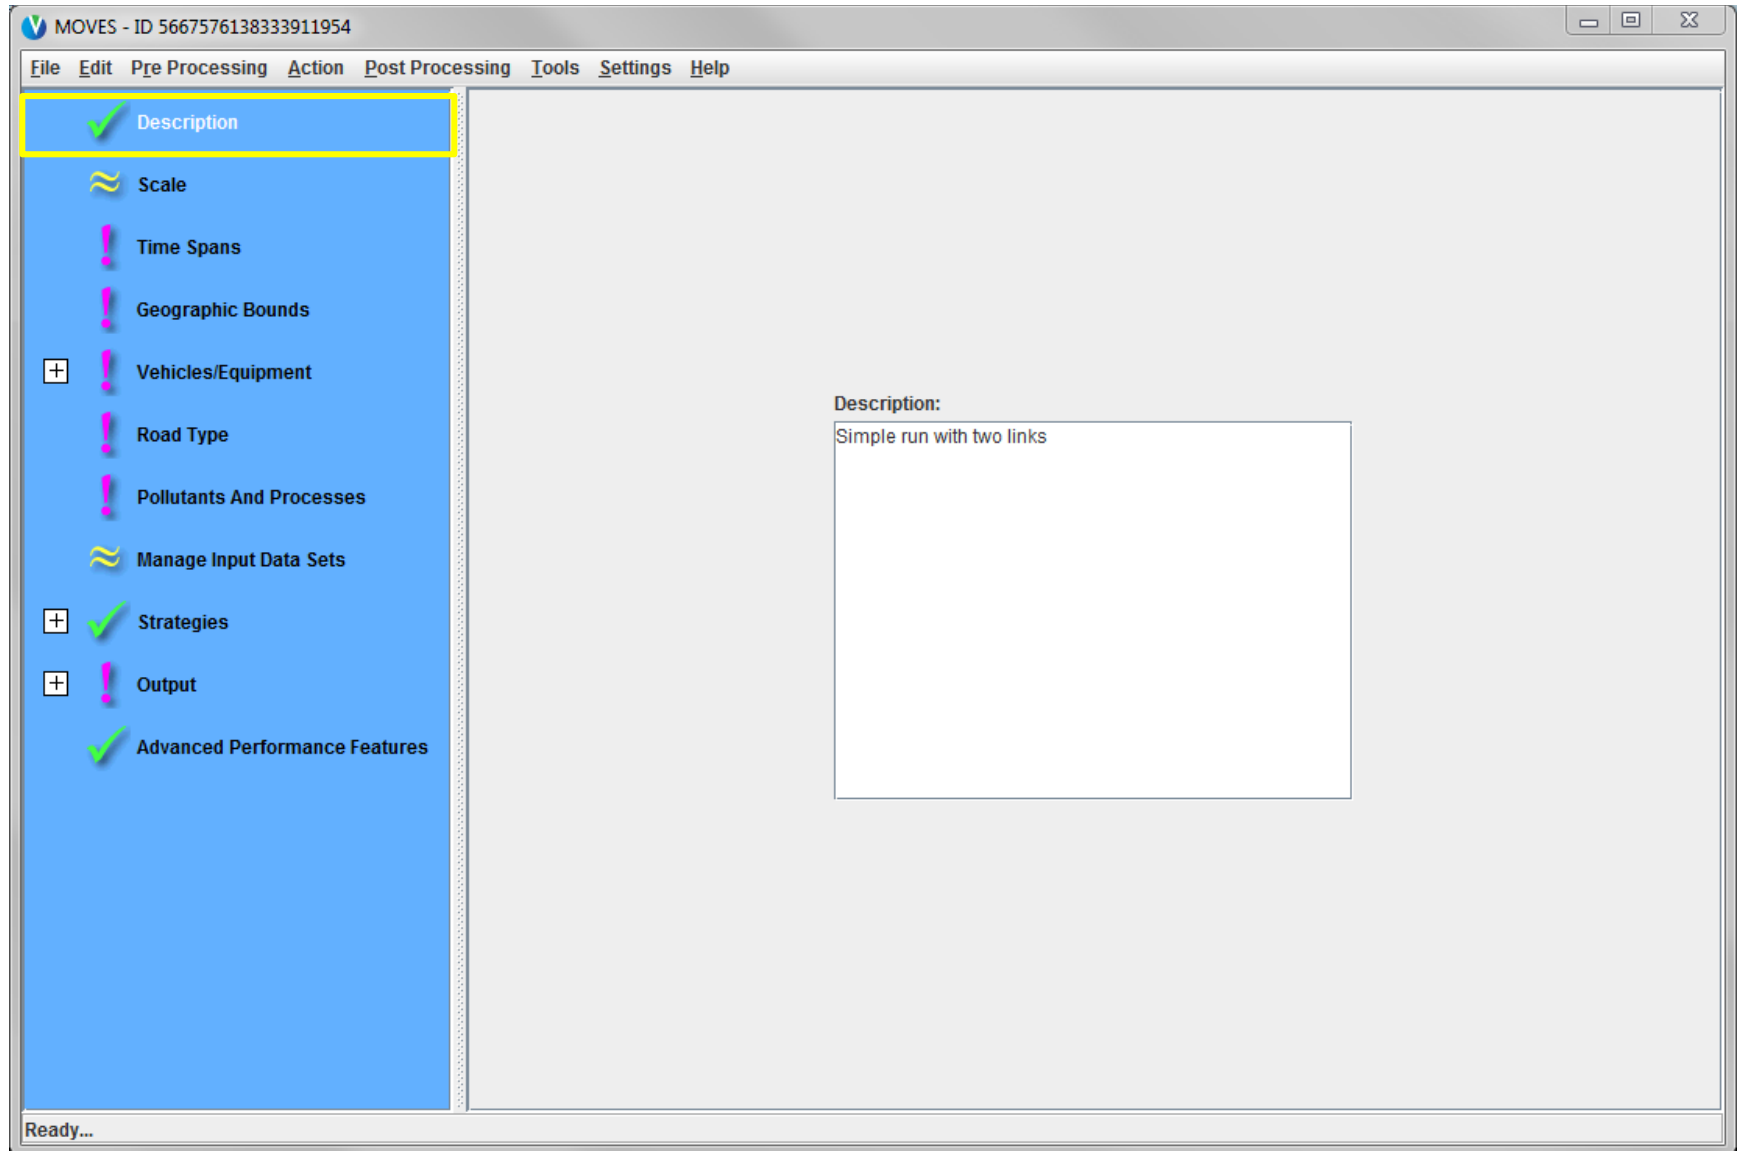 MOVES - ID 5667576138333911954
File Edit Pre Processing Action Post Processing Tools Settings Help
Description
Scale
Time Spans
Geographic Bounds
Vehicles/Equipment
Road Type
Pollutants And Processes
Manage Input Data Sets
Strategies
Output
Advanced Performance Features
Description:
Simple run with two links
Ready...